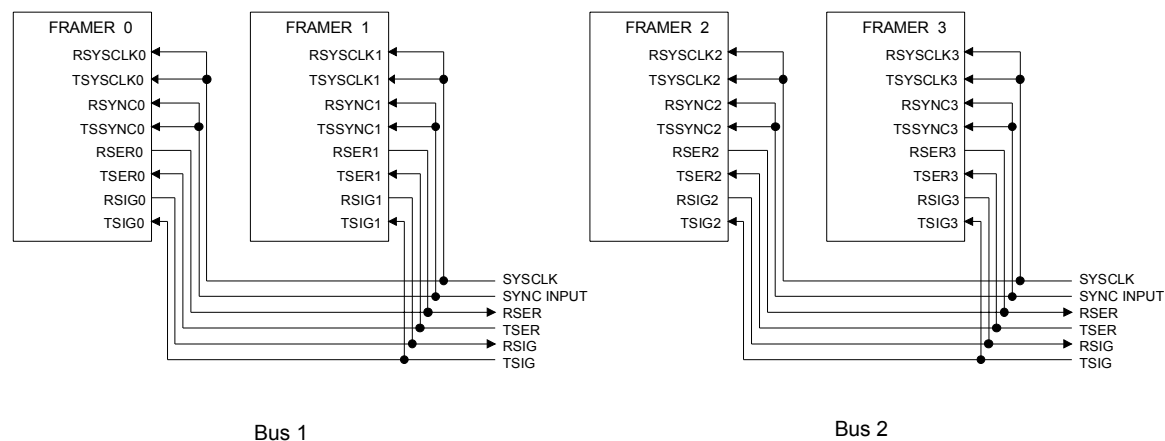 FRAMER 0
RSYSCLK0
TSYSCLK0
RSYNC0
TSSYNC0
RSER0
TSER0
RSIG0
TSIG0
FRAMER 1
RSYSCLK1
TSYSCLK1
RSYNC1
TSSYNC1
RSER1
TSER1
RSIG1
TSIG1
SYSCLK
SYNC INPUT
RSER
TSER
RSIG
TSIG
Bus 1
FRAMER 2
RSYSCLK2
TSYSCLK2
RSYNC2
TSSYNC2
RSER2
TSER2
RSIG2
TSIG2
FRAMER 3
RSYSCLK3
TSYSCLK3
RSYNC3
TSSYNC3
RSER3
TSER3
RSIG3
TSIG3
SYSCLK
SYNC INPUT
RSER
TSER
RSIG
TSIG
Bus 2